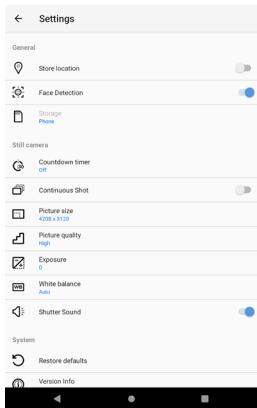 Settings
General
Store location
Face Detection
Storage
Phone
Still camera
Countdown timer
Off
Continuous Shot
Picture size
4208 x 3120
Picture quality
High
Exposure
0
WB
White balance
Auto
Shutter Sound
System
Restore defaults
Version Info